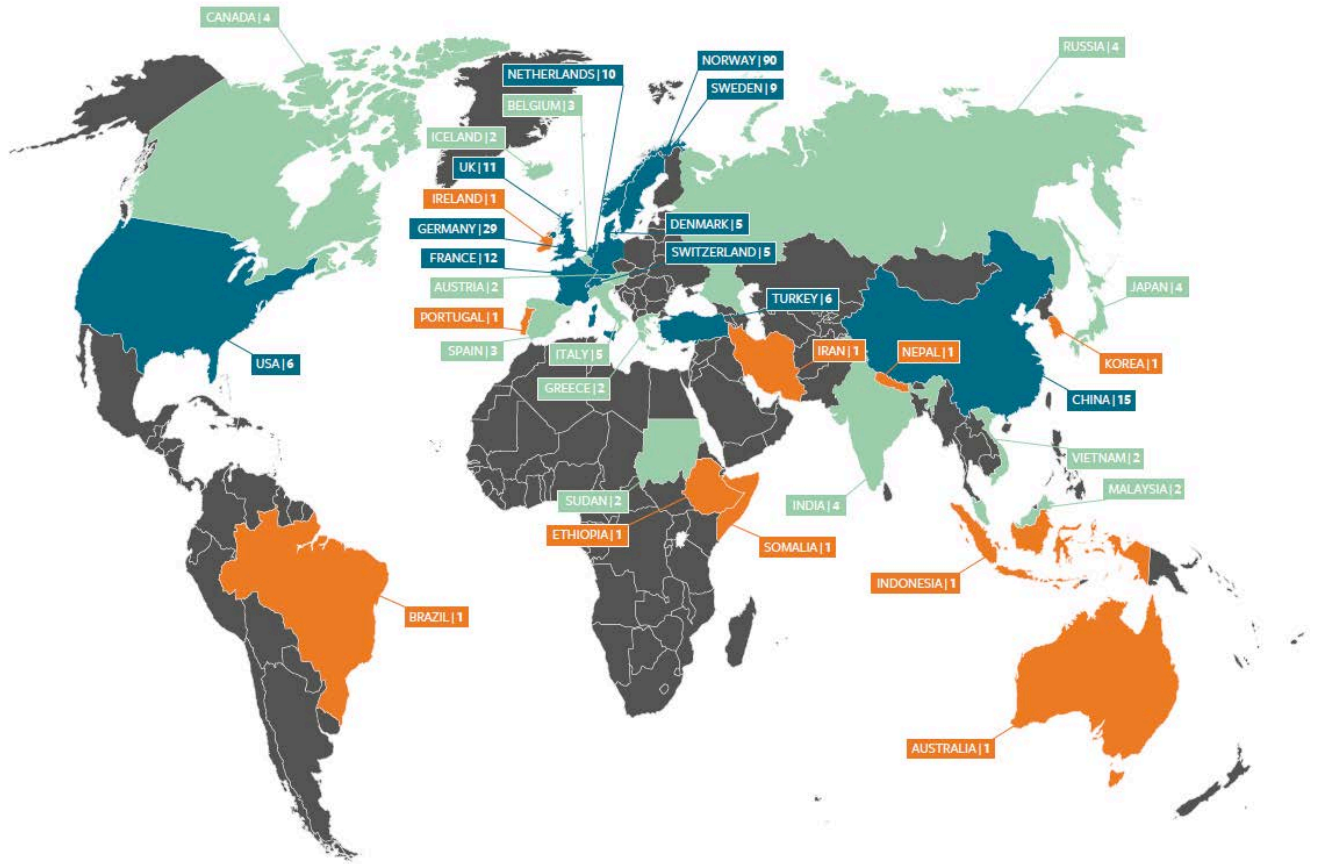 CANADA | 4
RUSSIA | 4
NORWAY | 90
NETHERLANDS | 10
SWEDEN | 9
BELGIUM | 3
ICELAND | 2
UK | 11
IRELAND | 1
GERMANY | 29
DENMARK | 5
SWITZERLAND | 5
FRANCE | 12
AUSTRIA | 2
JAPAN | 4
TURKEY | 6
PORTUGAL | 1
SPAIN | 3
ITALY | 5
IRAN | 1
NEPAL | 1
KOREA | 1
USA | 6
GREECE | 2
CHINA | 15
VIETNAM | 2
MALAYSIA | 2
SUDAN | 2
INDIA | 4
ETHIOPIA | 1
SOMALIA | 1
INDONESIA | 1
BRAZIL | 1
AUSTRALIA | 1